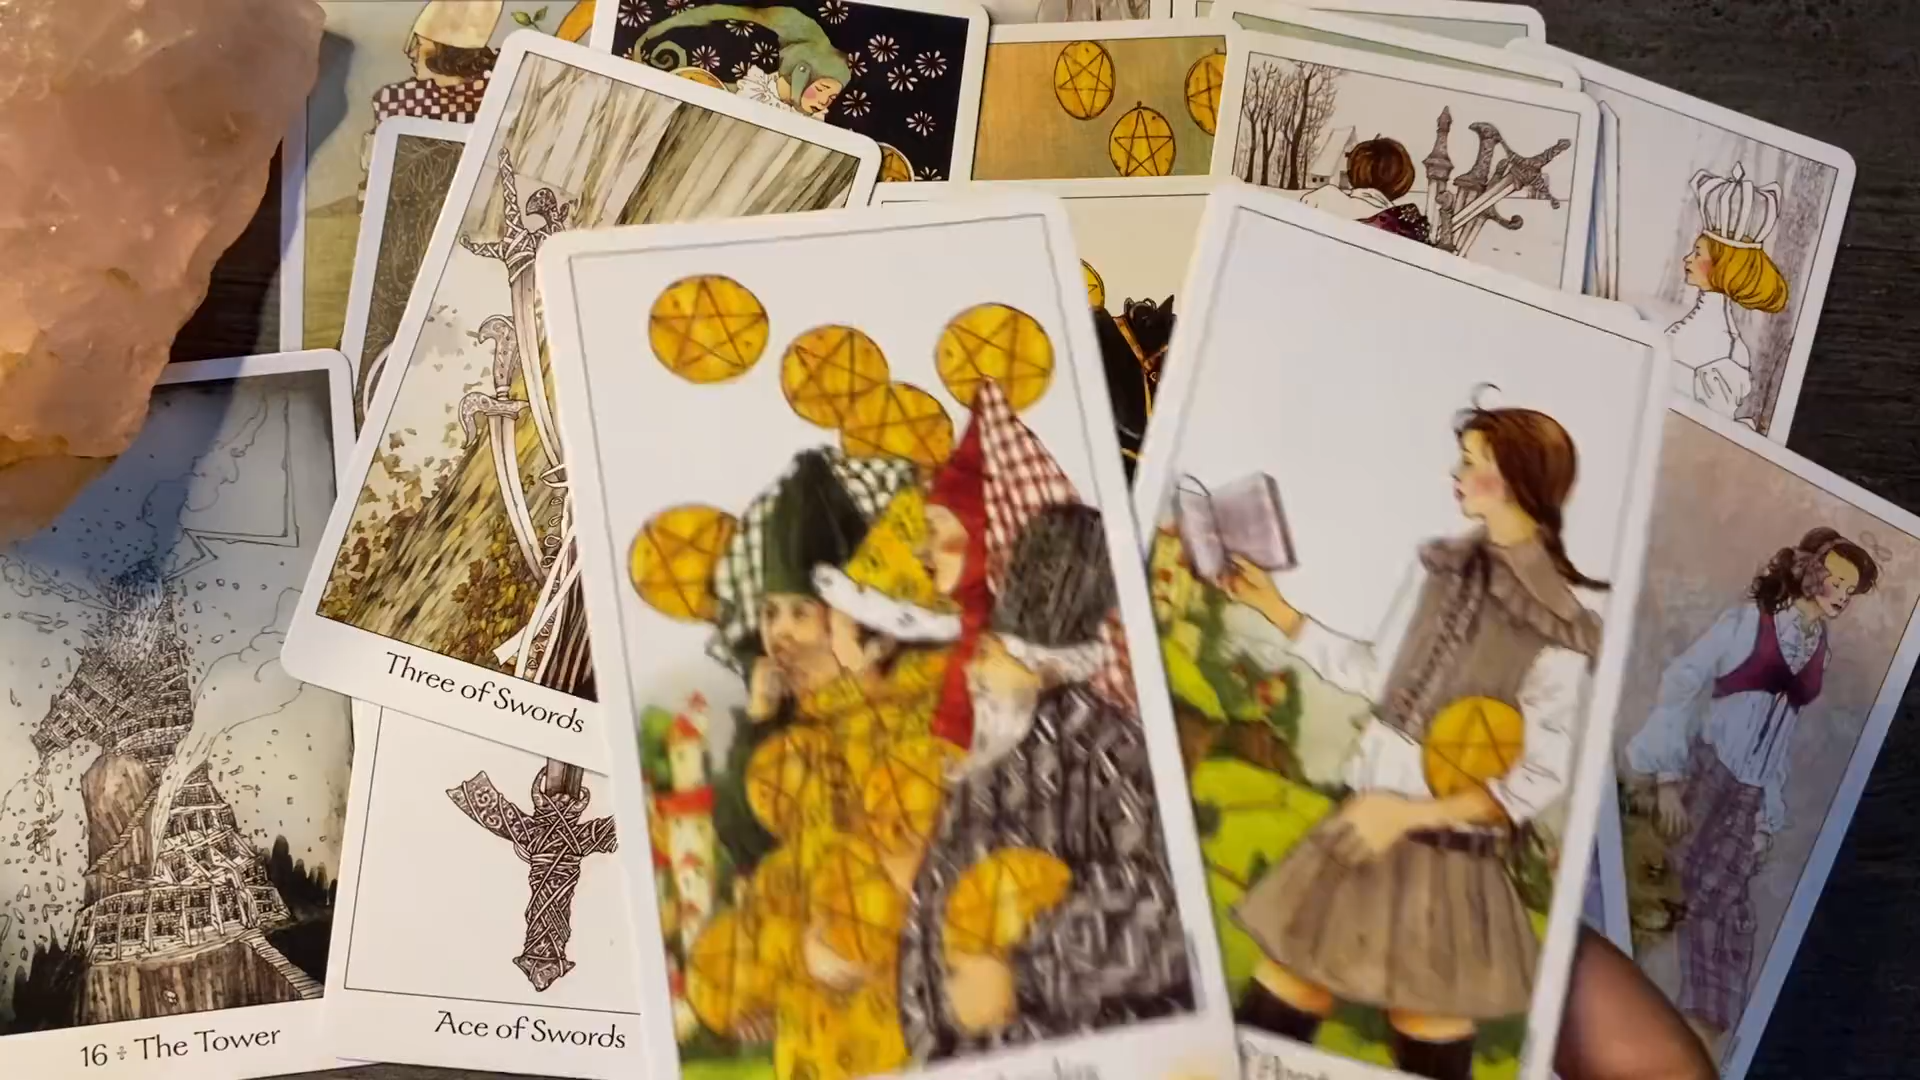 Three of Swords
Ace of Swords
16 ÷ The Tower